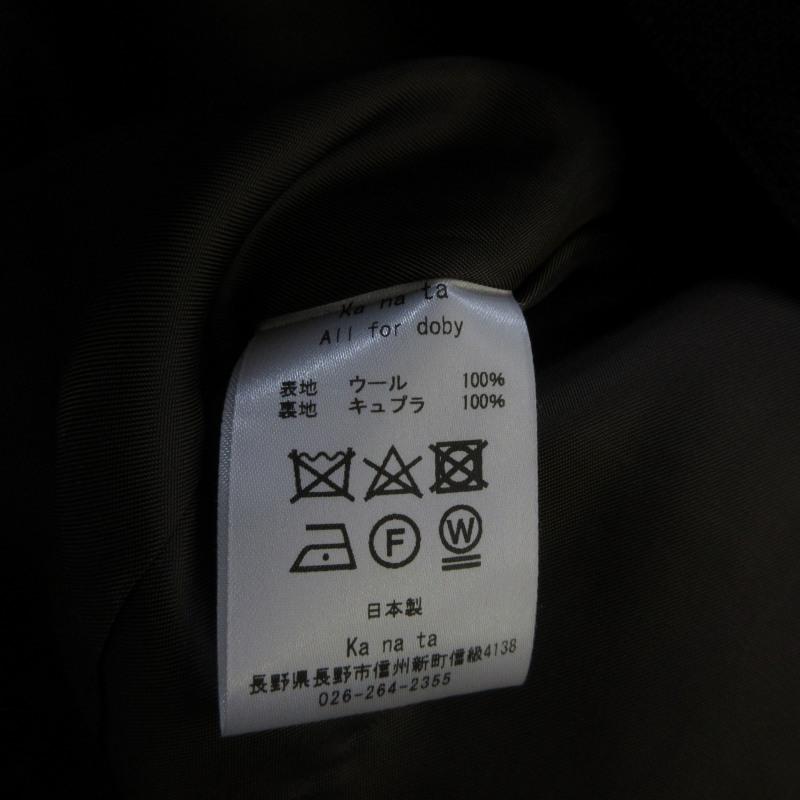 Ka na ta
All for doby
表地 ウール 100%
裏地 キュプラ 100%
F W
日本製
Ka na ta
長野県長野市信州新町信級4138
026-264-2355